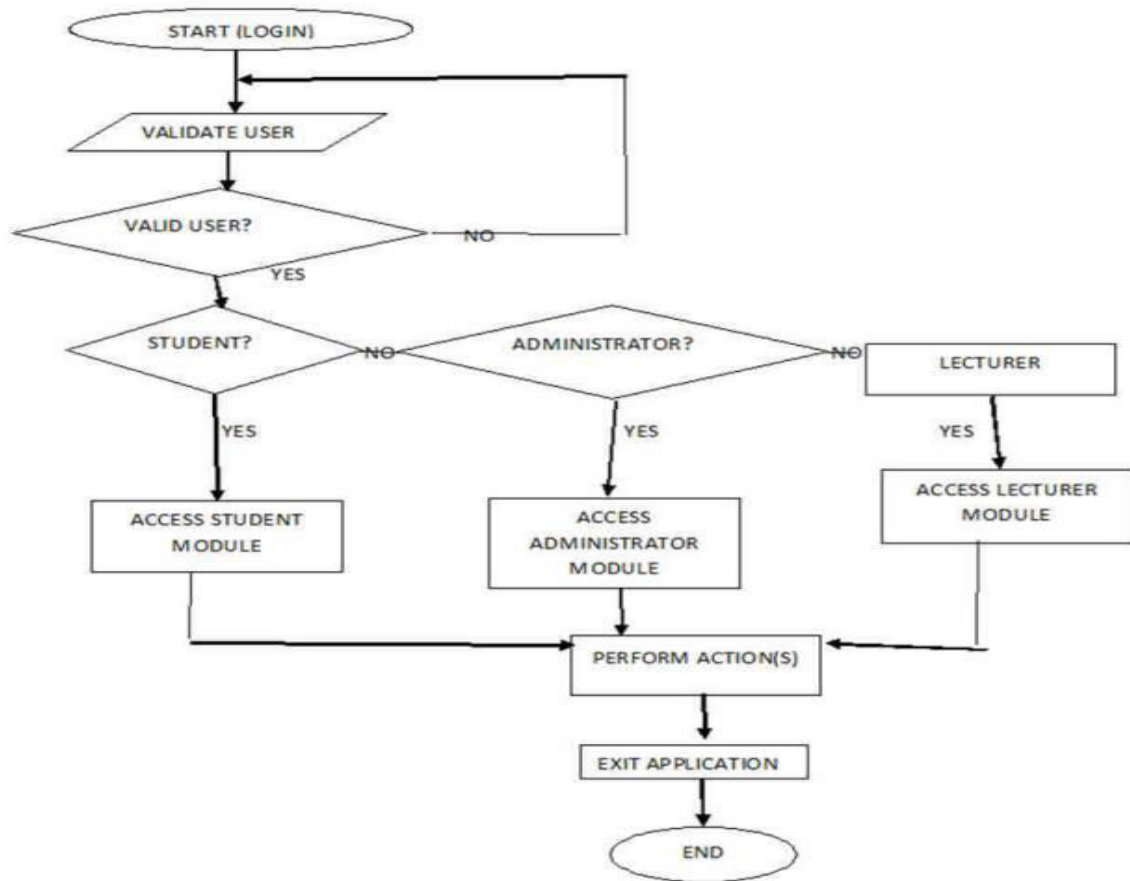 START (LOGIN)
VALIDATE USER
VALID USER?
NO
YES
STUDENT?
NO
ADMINISTRATOR?
NO
LECTURER
YES
YES
YES
ACCESS STUDENT
MODULE
ACCESS
ADMINISTRATOR
MODULE
ACCESS LECTURER
MODULE
PERFORM ACTION(S)
EXIT APPLICATION
END